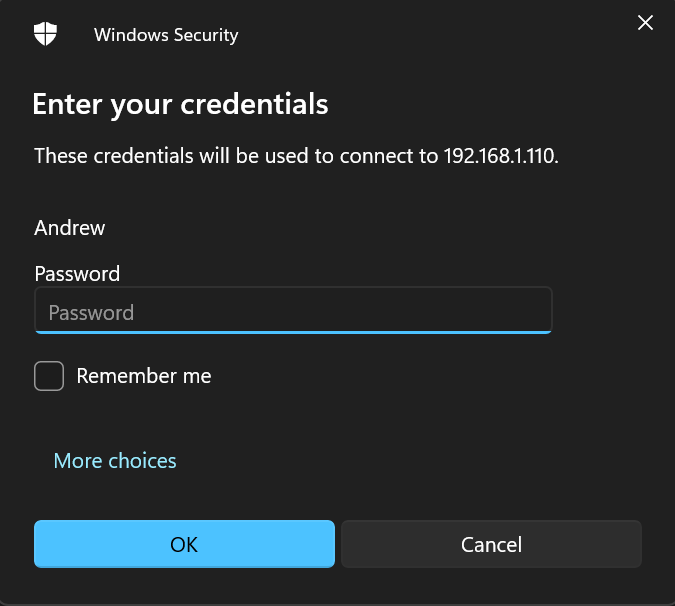 Windows Security
Enter your credentials
These credentials will be used to connect to 192.168.1.110.
Andrew
Password
Password
Remember me
More choices
OK
Cancel